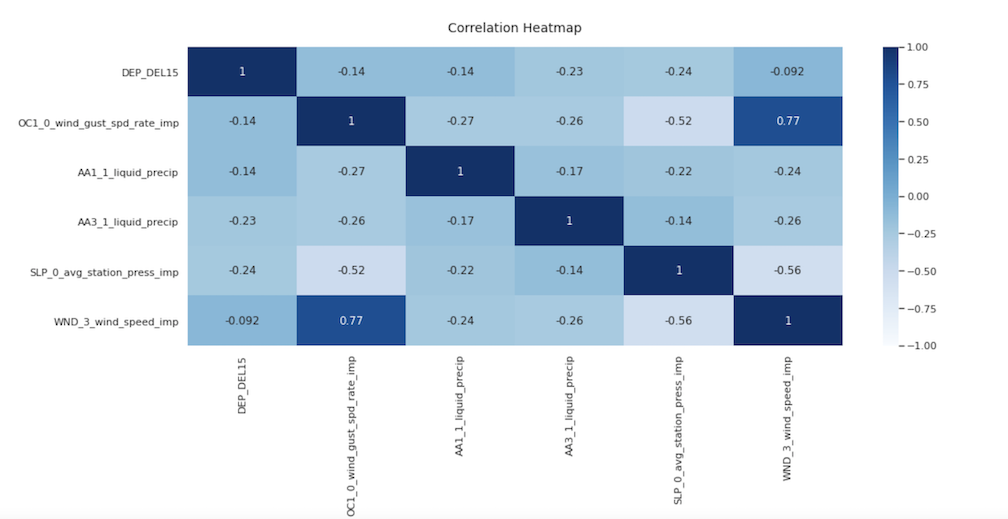 Correlation Heatmap
DEP_DEL15 1 -0.14 -0.14 -0.23 -0.24 -0.092
OC1_0_wind_gust_spd_rate_imp -0.14 1 -0.27 -0.26 -0.52 0.77
AA1_1_liquid_precip -0.14 -0.27 1 -0.17 -0.22 -0.24
AA3_1_liquid_precip -0.23 -0.26 -0.17 1 -0.14 -0.26
SLP_0_avg_station_press_imp -0.24 -0.52 -0.22 -0.14 1 -0.56
WND_3_wind_speed_imp -0.092 0.77 -0.24 -0.26 -0.56 1
DEP_DEL15
OC1_0_wind_gust_spd_rate_imp
AA1_1_liquid_precip
AA3_1_liquid_precip
SLP_0_avg_station_press_imp
WND_3_wind_speed_imp
1.00
0.75
0.50
0.25
0.00
−0.25
−0.50
−0.75
−1.00